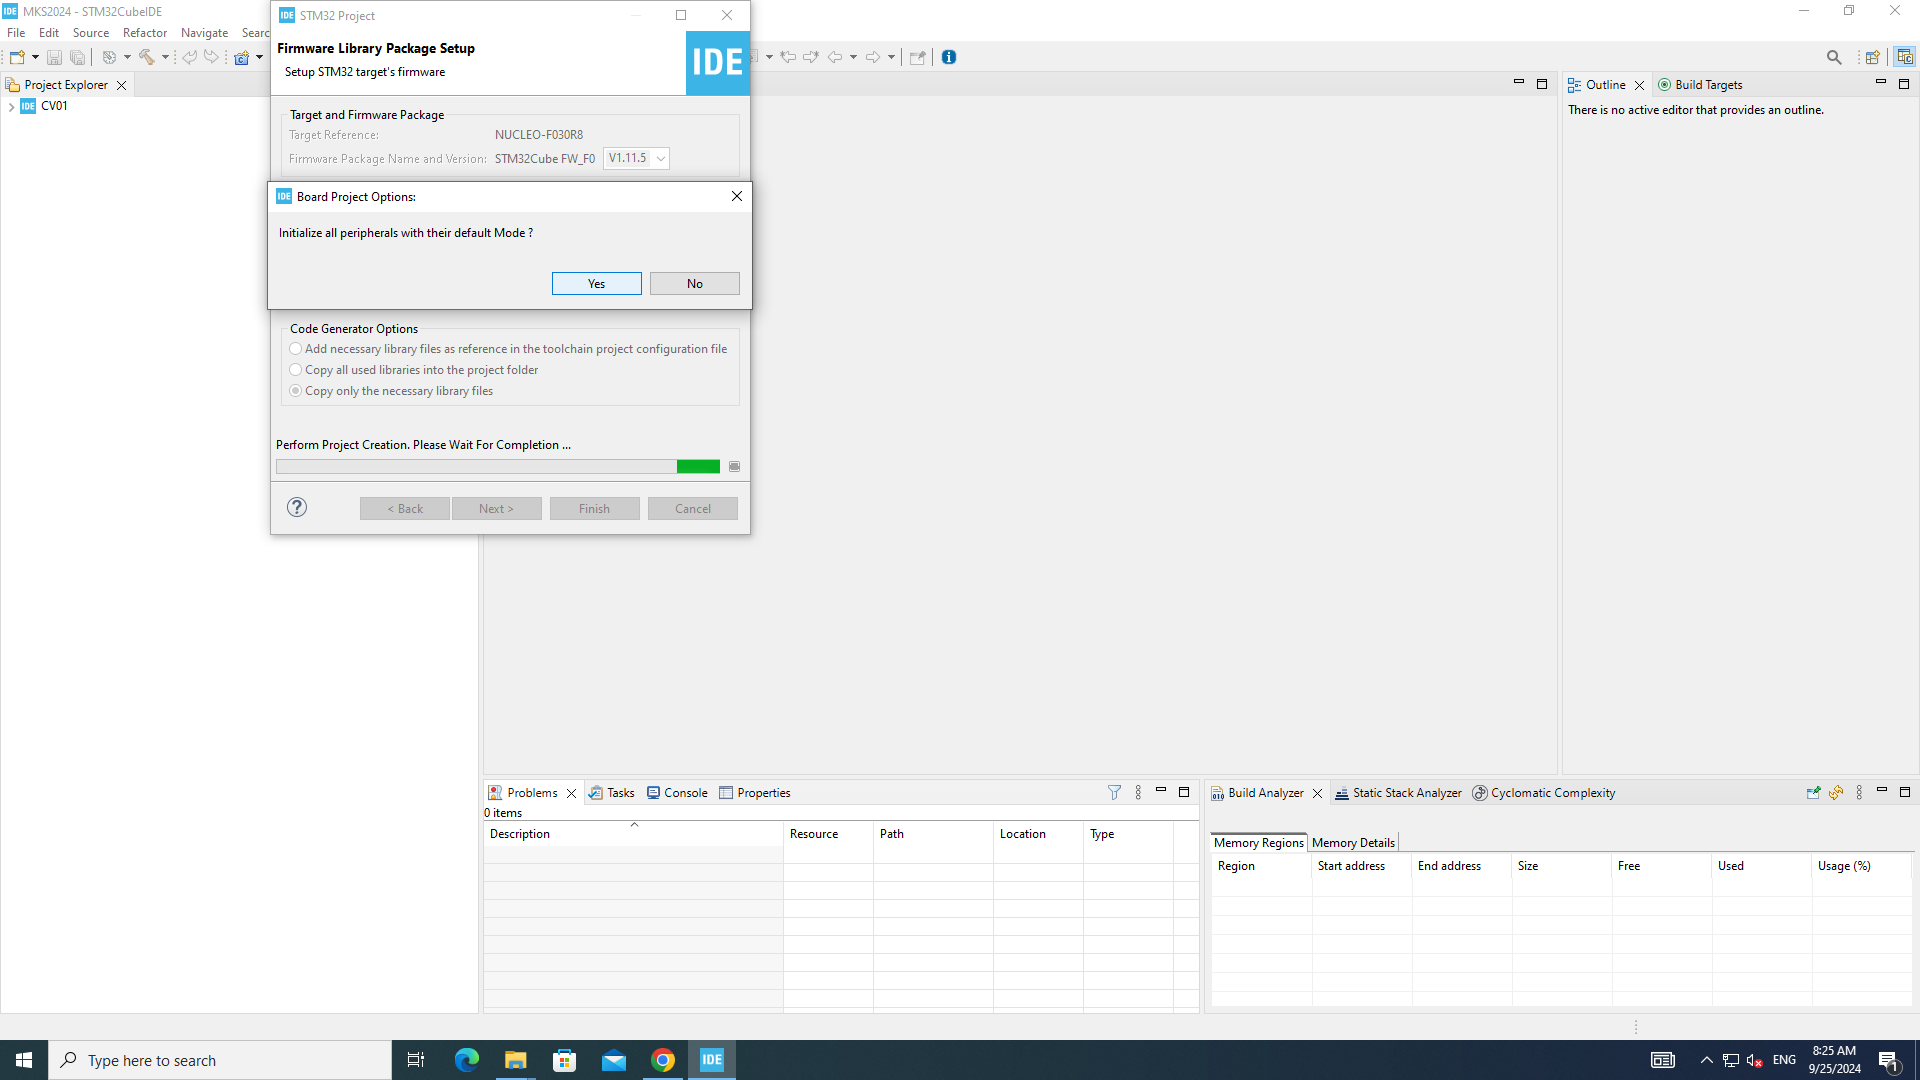 IDE MKS2024 - STM32CubeIDE
File Edit Source Refactor Navigate Searc
Project Explorer
IDE CV01
IDE STM32 Project
Firmware Library Package Setup
Setup STM32 target's firmware
IDE
Target and Firmware Package
Target Reference: NUCLEO-F030R8
Firmware Package Name and Version: STM32Cube FW_F0 V1.11.5
IDE Board Project Options:
Initialize all peripherals with their default Mode ?
Yes No
Code Generator Options
Add necessary library files as reference in the toolchain project configuration file
Copy all used libraries into the project folder
Copy only the necessary library files
Perform Project Creation. Please Wait For Completion ...
? < Back Next > Finish Cancel
Outline Build Targets
There is no active editor that provides an outline.
Problems Tasks Console Properties
0 items
Description Resource Path Location Type
Build Analyzer Static Stack Analyzer Cyclomatic Complexity
Memory Regions Memory Details
Region Start address End address Size Free Used Usage (%)
Type here to search
IDE
ENG
8:25 AM
9/25/2024
1